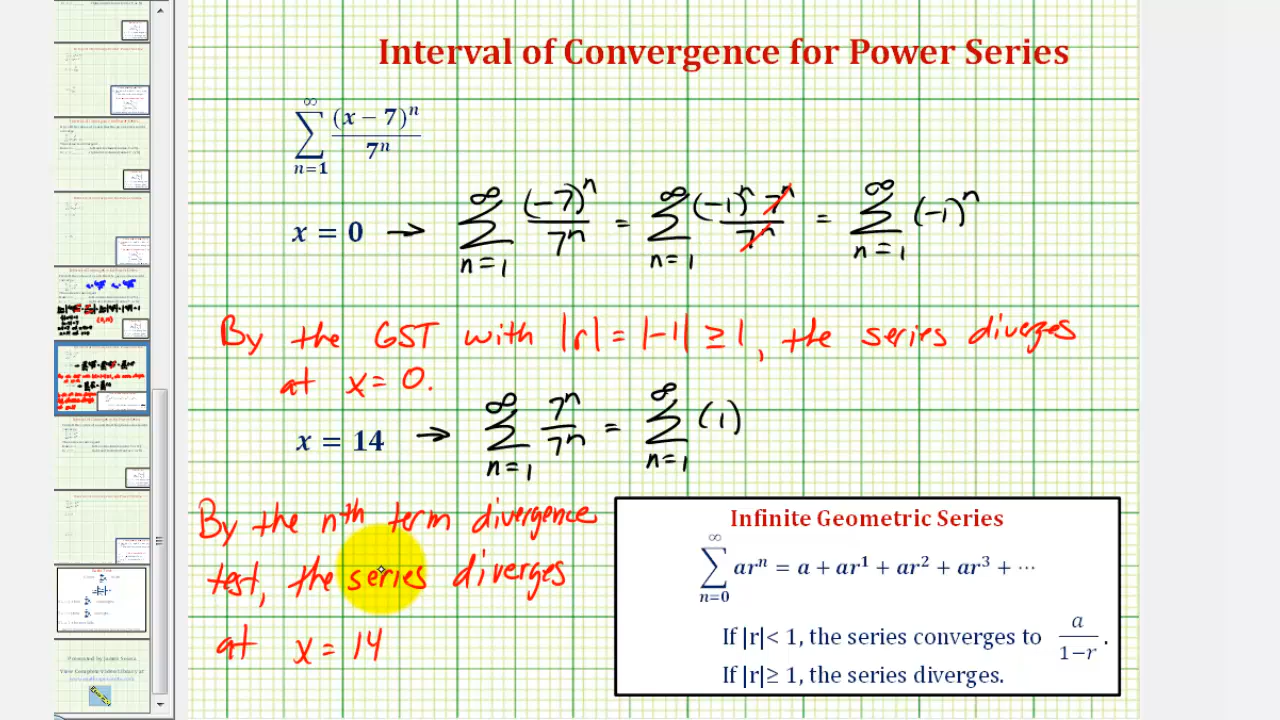 Interval of Convergence for Power Series
∞ ∑ n=1 (x − 7)^n / 7^n
x = 0 → ∞ ∑ n=1 (−7)^n / 7^n = ∞ ∑ n=1 (−1)^n 7^n / 7^n = ∞ ∑ n=1 (−1)^n
By the GST with |r| = |−1| ≥ 1, the series diverges
at x = 0.
x = 14 → ∞ ∑ n=1 7^n / 7^n = ∞ ∑ n=1 (1)
By the nth term divergence
test, the series diverges
at x = 14
Infinite Geometric Series
∞ ∑ n=0 ar^n = a + ar^1 + ar^2 + ar^3 + ⋯
If |r|< 1, the series converges to a / 1−r .
If |r|≥ 1, the series diverges.